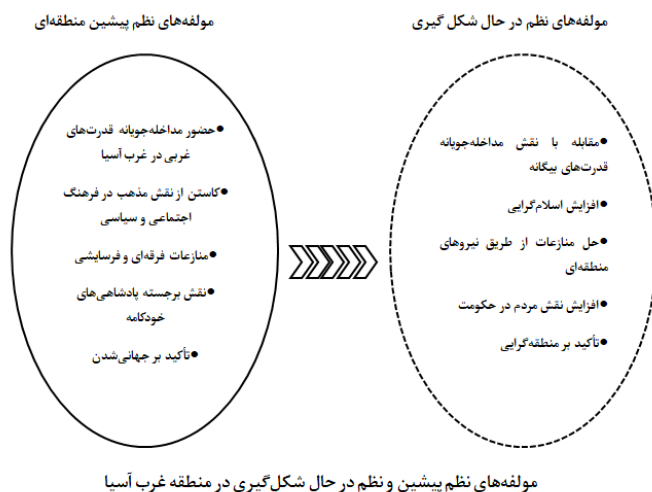 مولفه‌های نظم در حال شکل گیری
مولفه‌های نظم پیشین منطقه‌ای
●مقابله با نقش مداخله‌جویانه
قدرت‌های بیگانه
●افزایش اسلام‌گرایی
●حل منازعات از طریق نیروهای
منطقه‌ای
●افزایش نقش مردم در حکومت
●تأکید بر منطقه‌گرایی
●حضور مداخله‌جویانه قدرت‌های
غربی در غرب آسیا
●کاستن از نقش مذهب در فرهنگ
اجتماعی و سیاسی
●منازعات فرقه‌ای و فرسایشی
●نقش برجسته پادشاهی‌های
خودکامه
●تأکید بر جهانی‌شدن
مولفه‌های نظم پیشین و نظم در حال شکل‌گیری در منطقه غرب آسیا